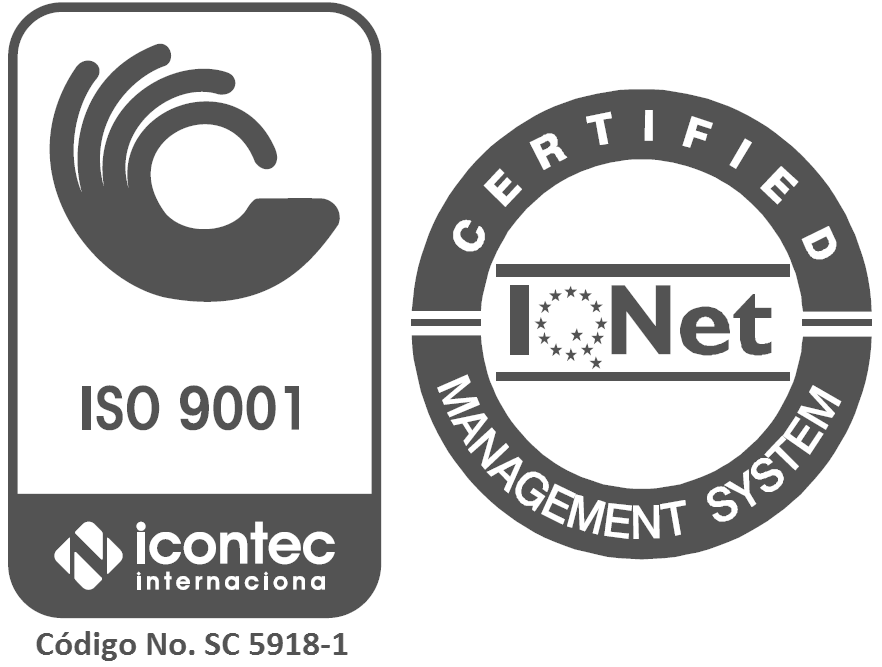 ISO 9001
icontec
internaciona
Código No. SC 5918-1
CERTIFIED
IQNet
MANAGEMENT SYSTEM